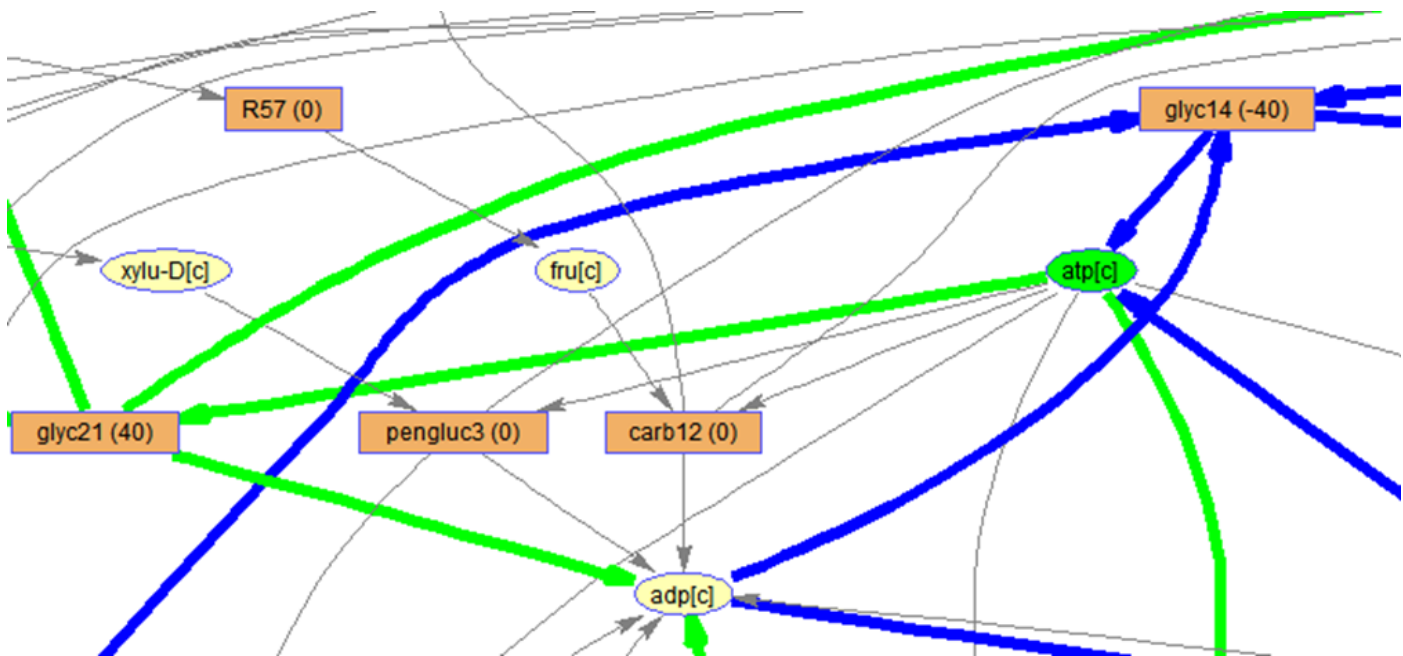 R57 (0)
glyc14 (-40)
xylu-D[c]
fru[c]
atp[c]
glyc21 (40)
pengluc3 (0)
carb12 (0)
adp[c]